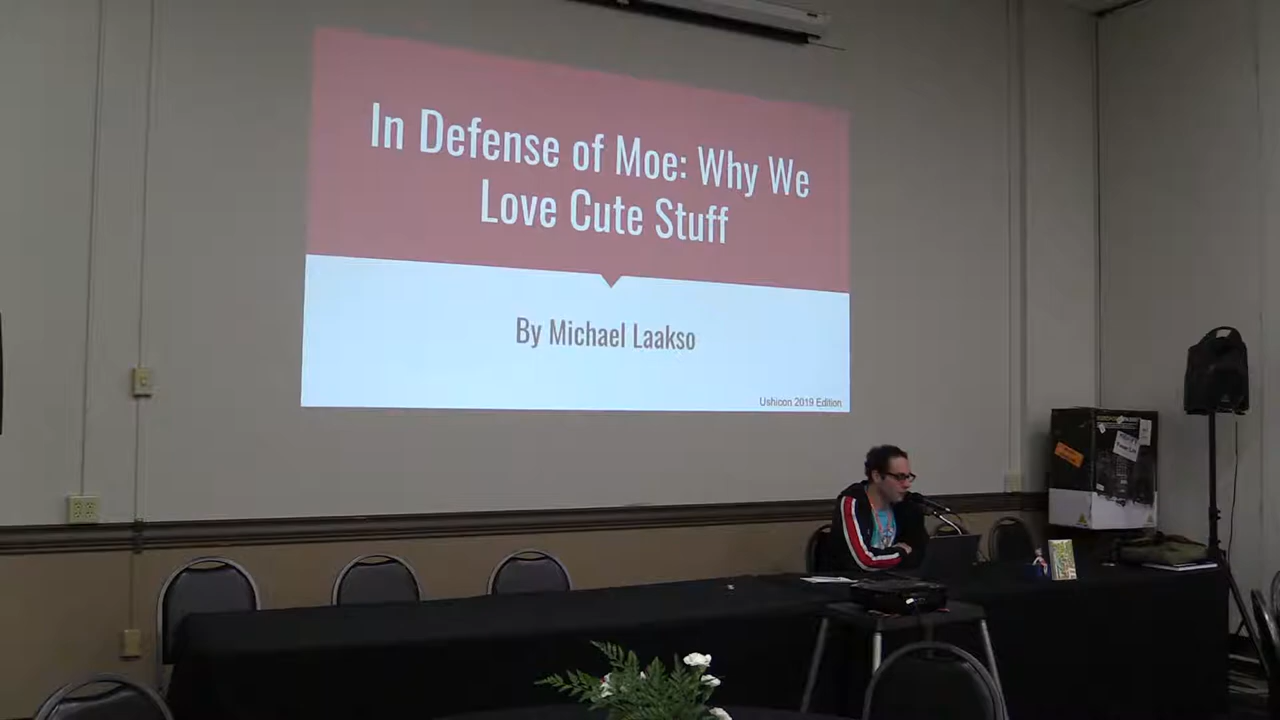 In Defense of Moe: Why We
Love Cute Stuff
By Michael Laakso
Ushicon 2019 Edition